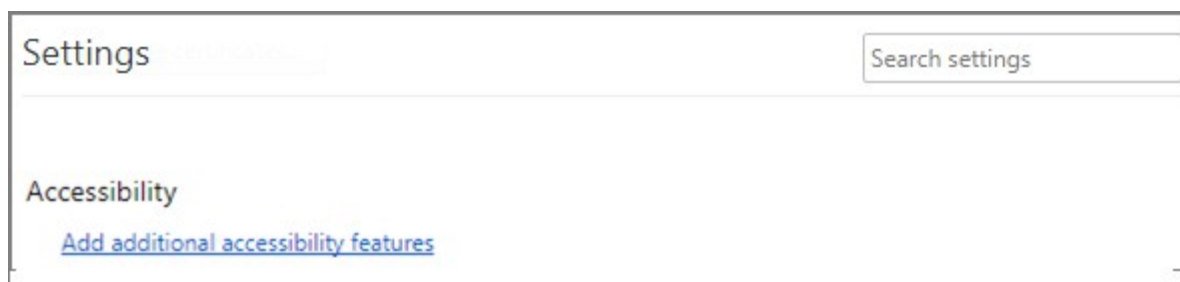 Settings
Search settings
Accessibility
Add additional accessibility features